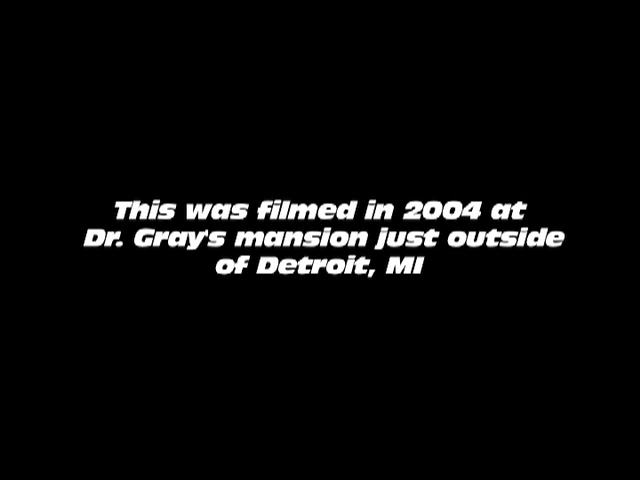 This was filmed in 2004 at
Dr. Gray's mansion just outside
of Detroit, MI